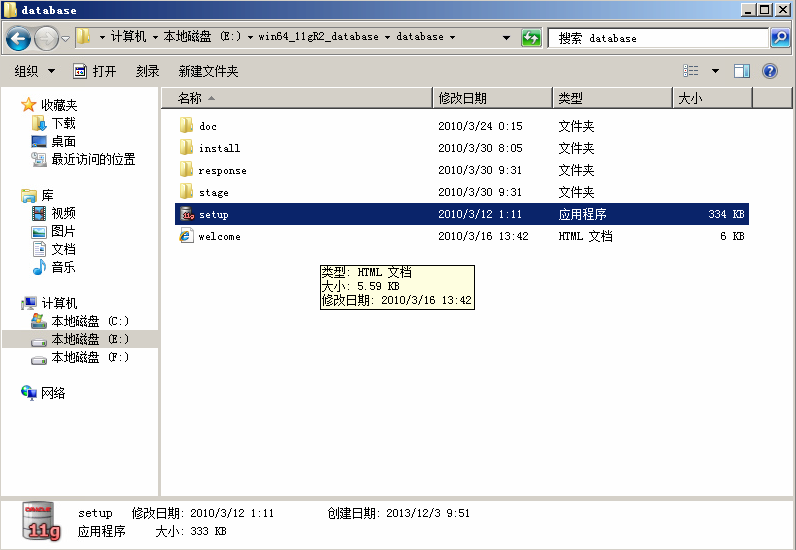 database
计算机 本地磁盘 (E:) win64_11gR2_database database 搜索 database
组织 打开 刻录 新建文件夹
收藏夹
下载
桌面
最近访问的位置
库
视频
图片
文档
音乐
计算机
本地磁盘 (C:)
本地磁盘 (E:)
本地磁盘 (F:)
网络
名称 修改日期 类型 大小
doc 2010/3/24 0:15 文件夹
install 2010/3/30 8:05 文件夹
response 2010/3/30 9:31 文件夹
stage 2010/3/30 9:31 文件夹
setup 2010/3/12 1:11 应用程序 334 KB
welcome 2010/3/16 13:42 HTML 文档 6 KB
类型: HTML 文档
大小: 5.59 KB
修改日期: 2010/3/16 13:42
ORACLE
11g
setup 修改日期: 2010/3/12 1:11 创建日期: 2013/12/3 9:51
应用程序 大小: 333 KB